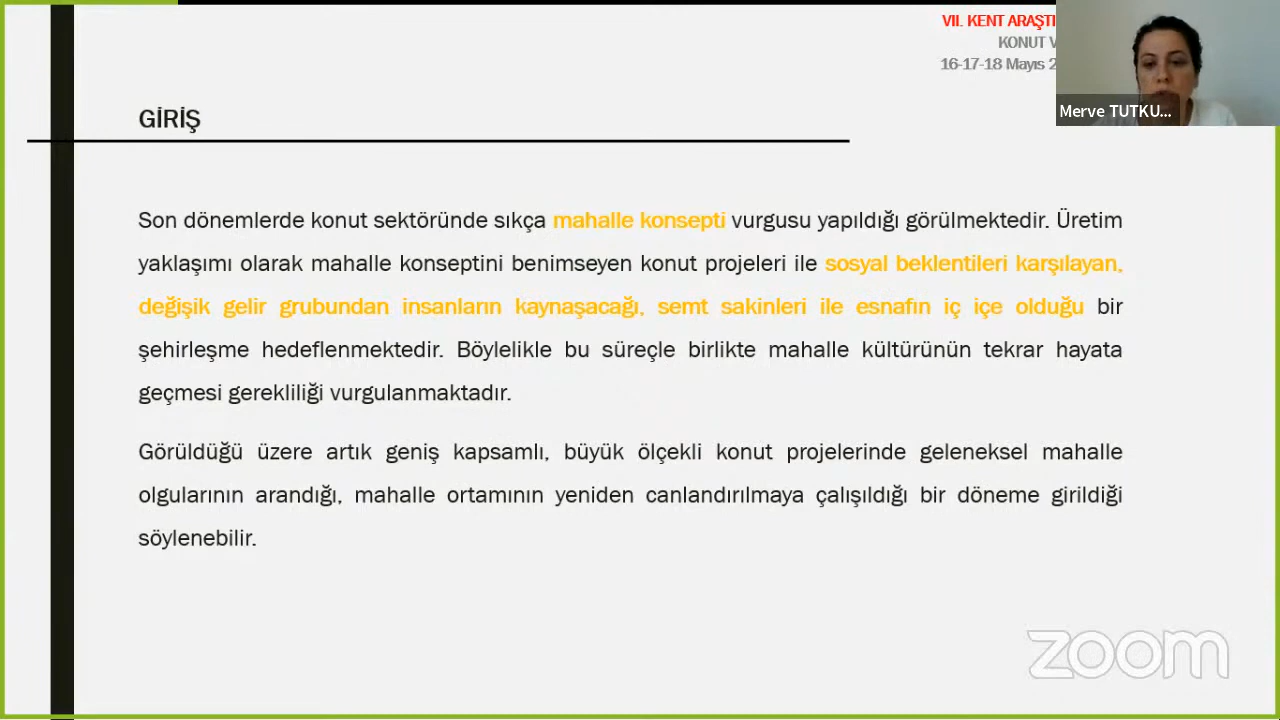 VII. KENT ARAŞTI
KONUT V
16-17-18 Mayıs 2
Merve TUTKU...
GİRİŞ
Son dönemlerde konut sektöründe sıkça mahalle konsepti vurgusu yapıldığı görülmektedir. Üretim
yaklaşımı olarak mahalle konseptini benimseyen konut projeleri ile sosyal beklentileri karşılayan,
değişik gelir grubundan insanların kaynaşacağı, semt sakinleri ile esnafın iç içe olduğu bir
şehirleşme hedeflenmektedir. Böylelikle bu süreçle birlikte mahalle kültürünün tekrar hayata
geçmesi gerekliliği vurgulanmaktadır.
Görüldüğü üzere artık geniş kapsamlı, büyük ölçekli konut projelerinde geleneksel mahalle
olgularının arandığı, mahalle ortamının yeniden canlandırılmaya çalışıldığı bir döneme girildiği
söylenebilir.
zoom